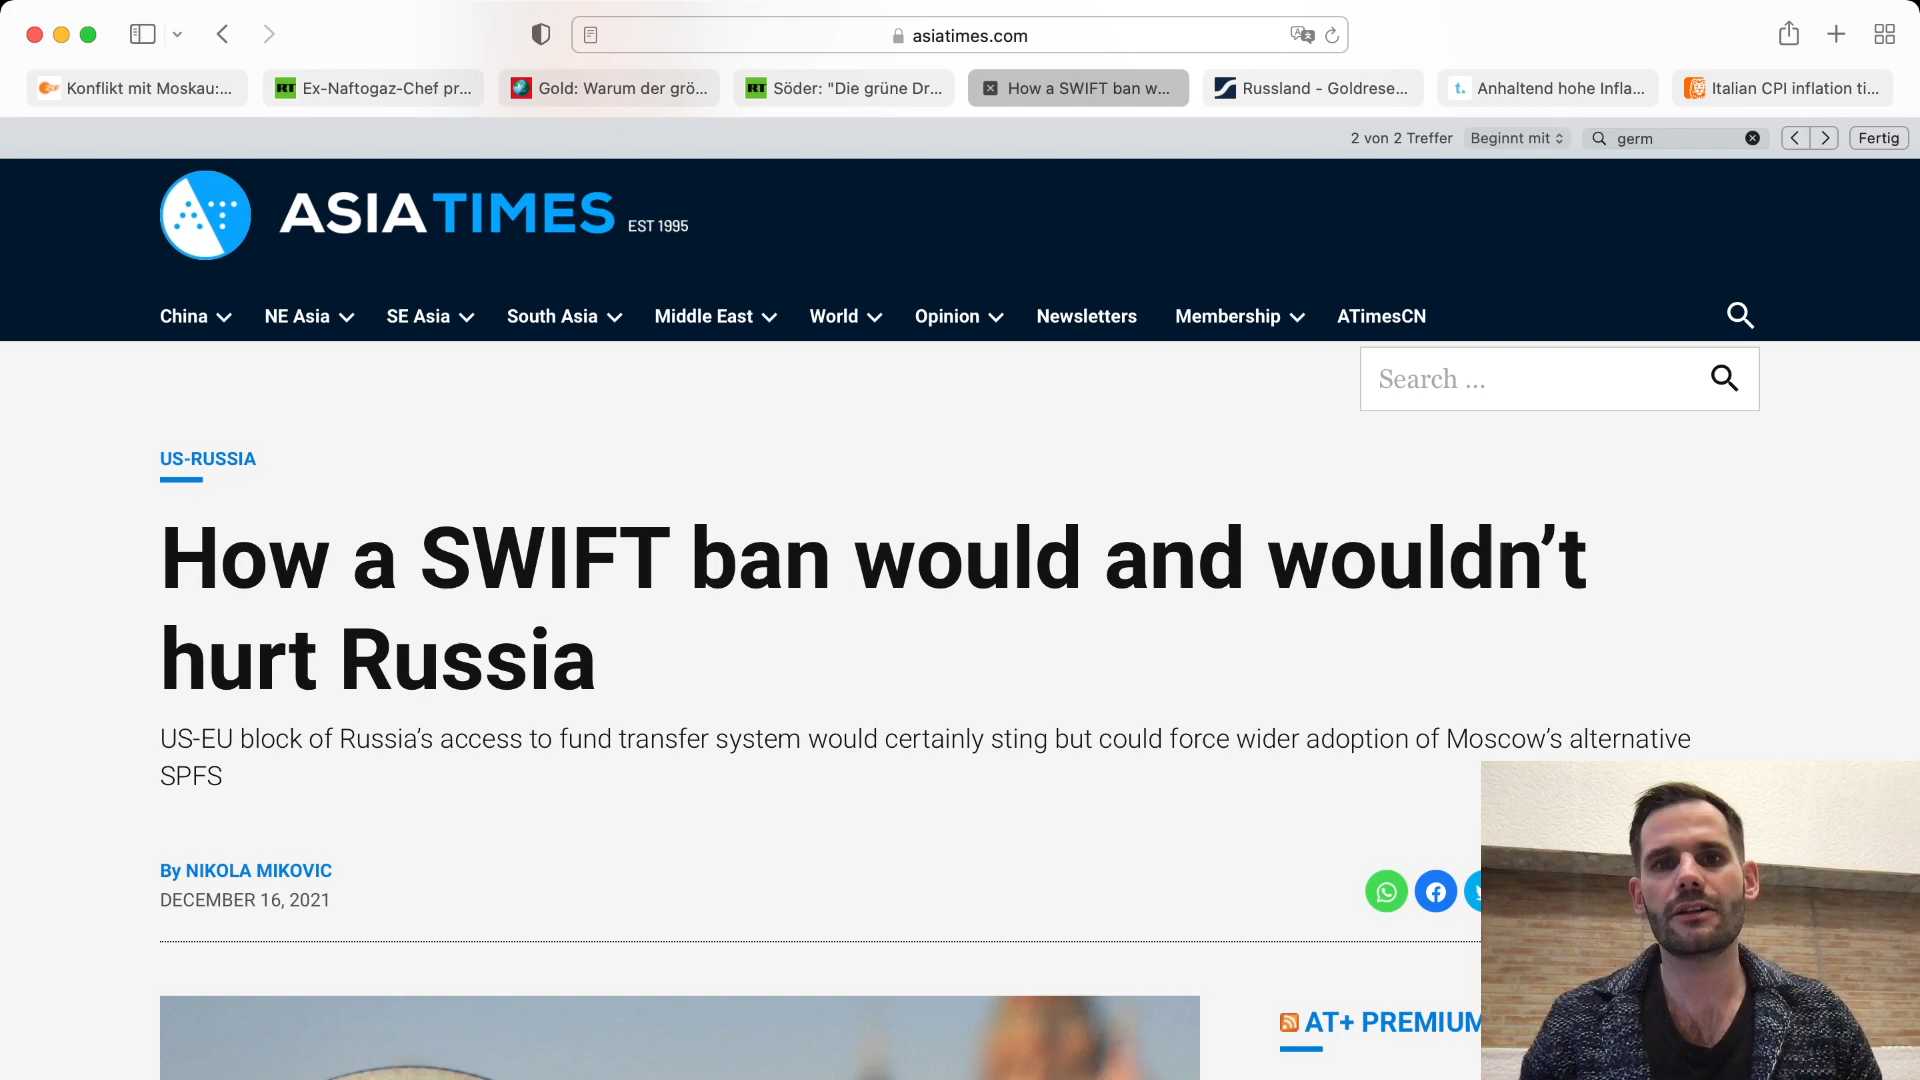 asiatimes.com
Konflikt mit Moskau:...
RT Ex-Naftogaz-Chef pr...
Gold: Warum der grö...
RT Söder: "Die grüne Dr...
How a SWIFT ban w...
Russland - Goldrese...
t. Anhaltend hohe Infla...
Italian CPI inflation ti...
2 von 2 Treffer
Beginnt mit
germ
Fertig
ASIA TIMES EST 1995
China
NE Asia
SE Asia
South Asia
Middle East
World
Opinion
Newsletters
Membership
ATimesCN
Search ...
US-RUSSIA
How a SWIFT ban would and wouldn’t
hurt Russia
US-EU block of Russia’s access to fund transfer system would certainly sting but could force wider adoption of Moscow’s alternative
SPFS
By NIKOLA MIKOVIC
DECEMBER 16, 2021
AT+ PREMIUM